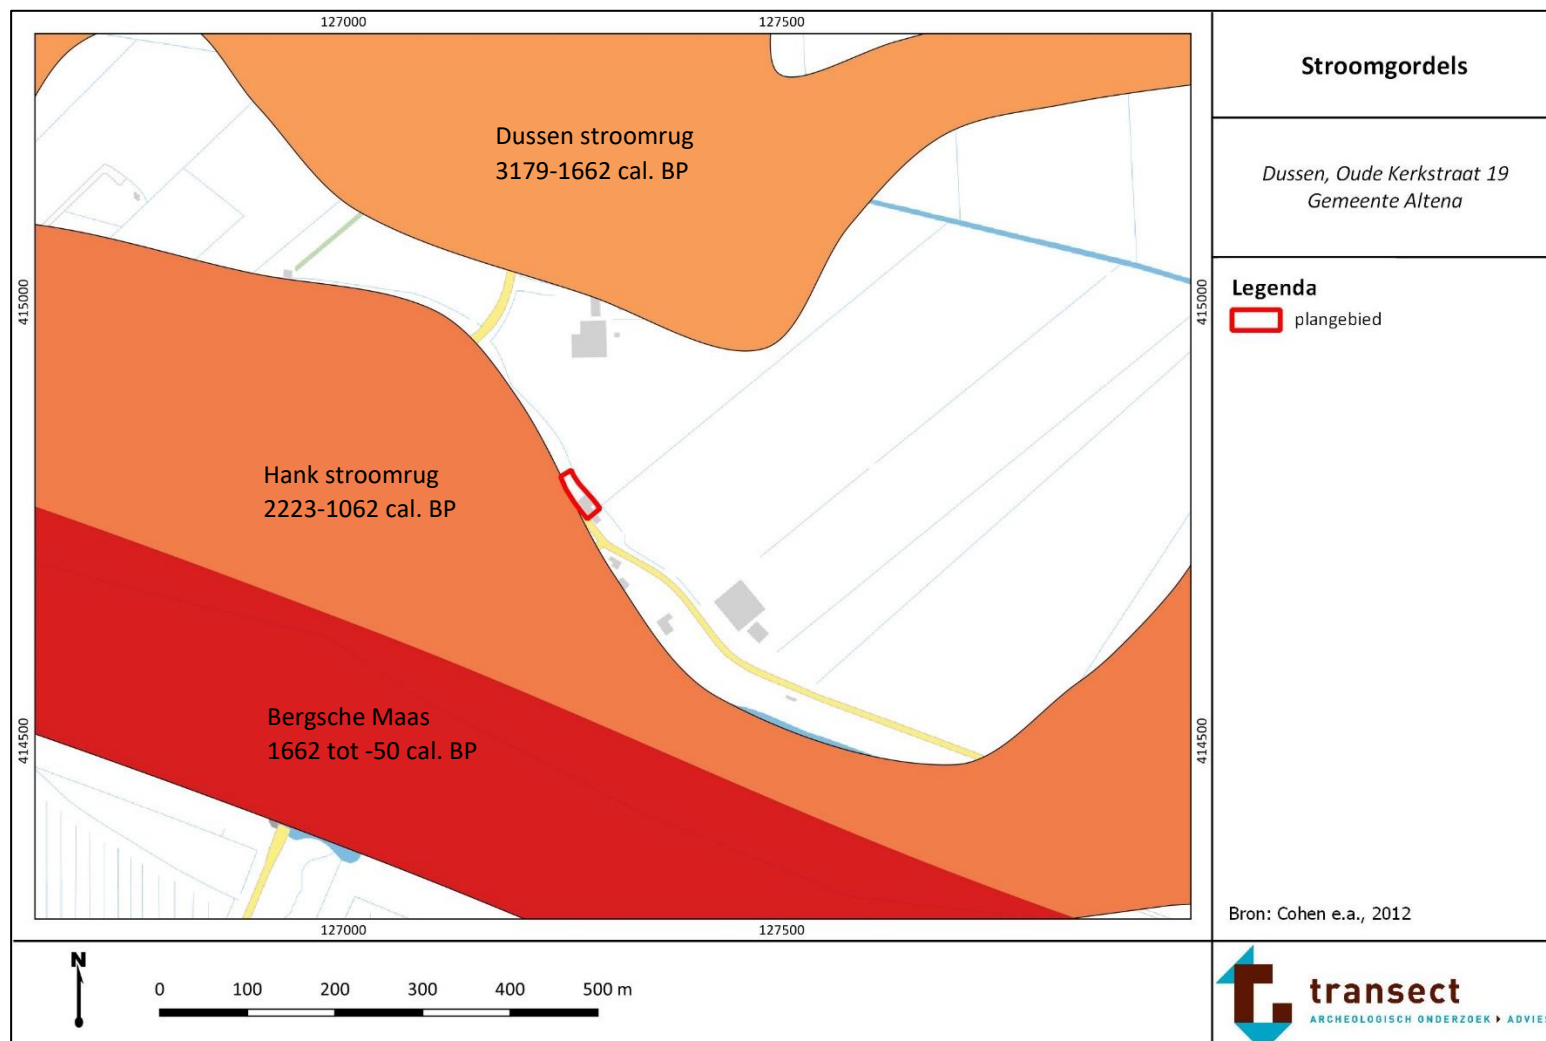 127000
127500
Stroomgordels
Dussen, Oude Kerkstraat 19
Gemeente Altena
Legenda
plangebied
Dussen stroomrug
3179-1662 cal. BP
415000
415000
Hank stroomrug
2223-1062 cal. BP
Bergsche Maas
1662 tot -50 cal. BP
414500
414500
127000
127500
Bron: Cohen e.a., 2012
N
0 100 200 300 400 500 m
transect
ARCHEOLOGISCH ONDERZOEK ▸ ADVIES